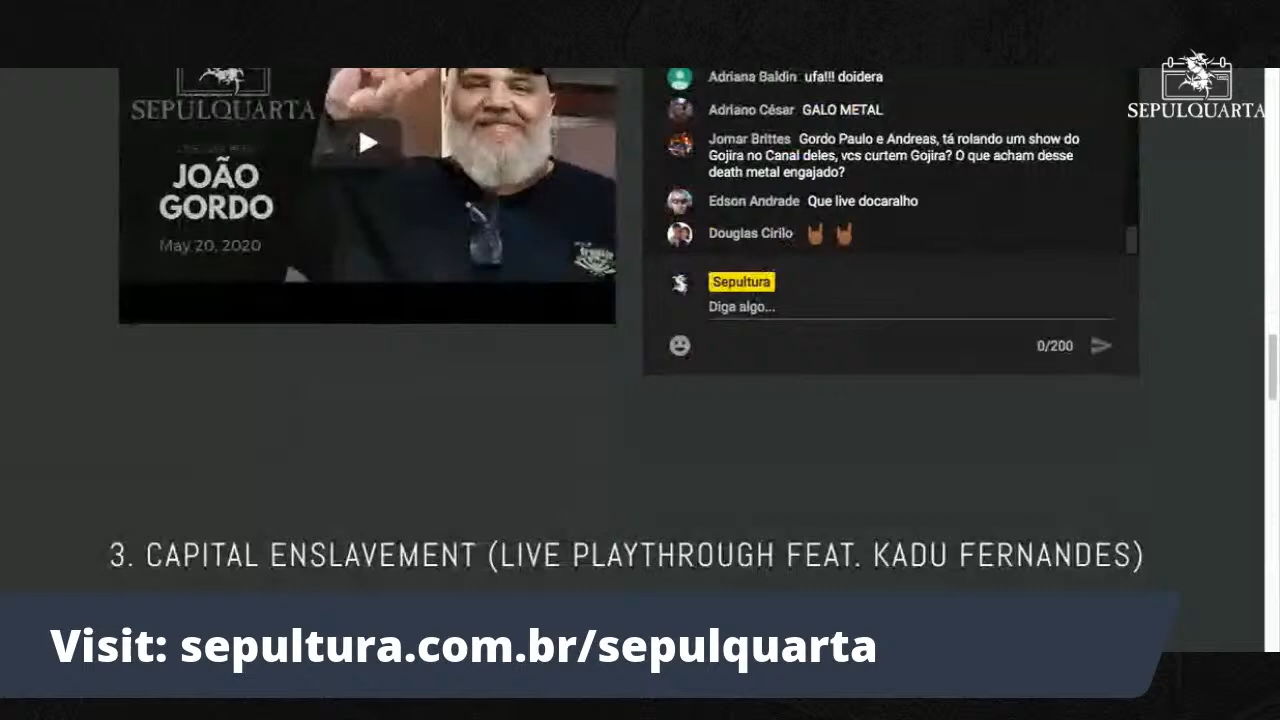 SEPULQUARTA
JOÃO
GORDO
May 20, 2020
Adriana Baldin ufa!!! doidera
Adriano César GALO METAL
Jomar Brittes Gordo Paulo e Andreas, tá rolando um show do
Gojira no Canal deles, vcs curtem Gojira? O que acham desse
death metal engajado?
Edson Andrade Que live docaralho
Douglas Cirilo
Sepultura
Diga algo...
0/200
SEPULQUARTA
3. CAPITAL ENSLAVEMENT (LIVE PLAYTHROUGH FEAT. KADU FERNANDES)
Visit: sepultura.com.br/sepulquarta